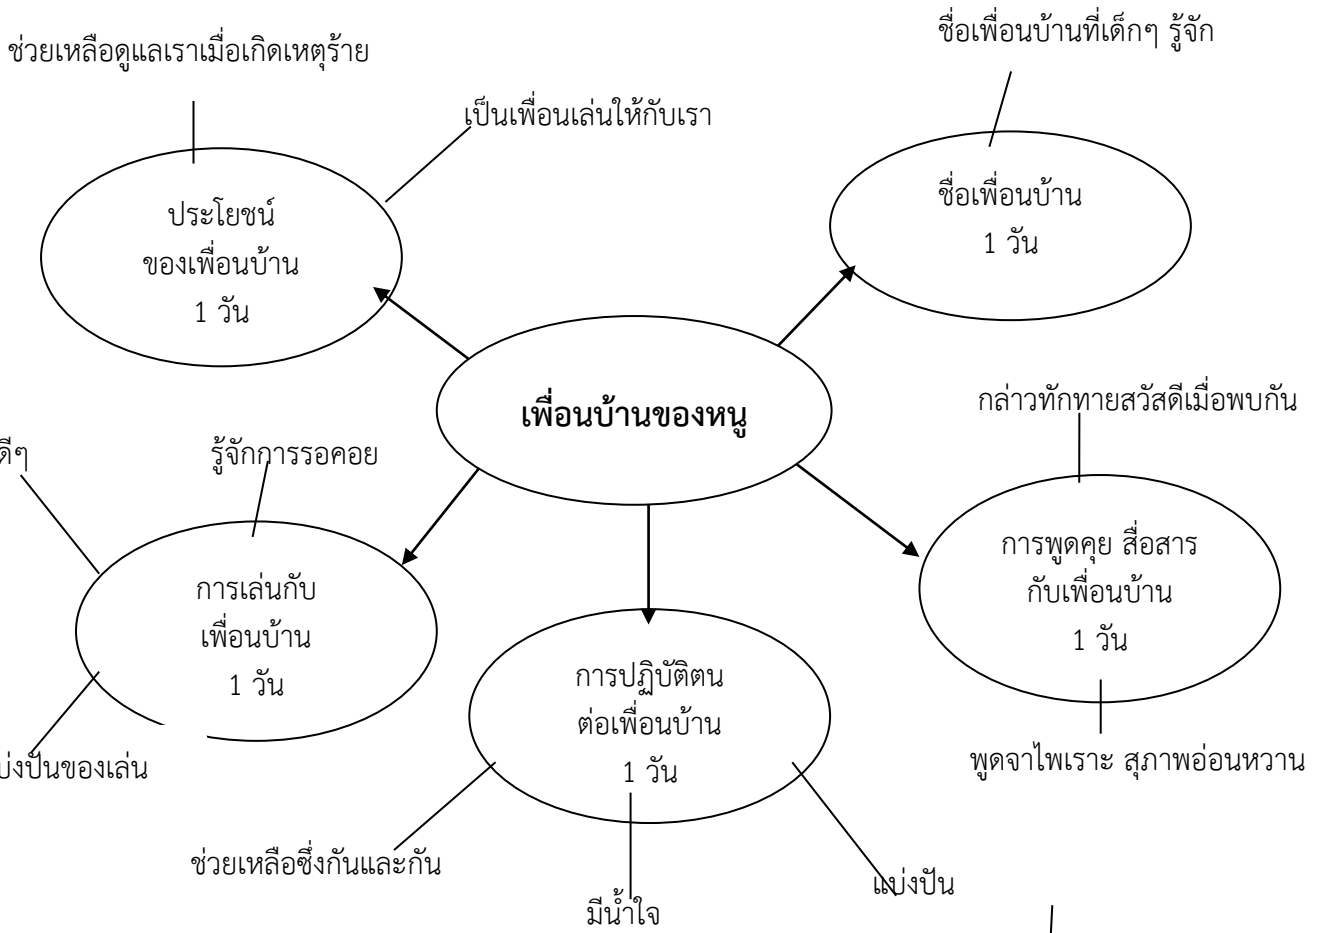 ชื่อเพื่อนบ้านที่เด็กๆ รู้จัก
ช่วยเหลือดูแลเราเมื่อเกิดเหตุร้าย
เป็นเพื่อนเล่นให้กับเรา
ประโยชน์
ของเพื่อนบ้าน
1 วัน
ชื่อเพื่อนบ้าน
1 วัน
เพื่อนบ้านของหนู
กล่าวทักทายสวัสดีเมื่อพบกัน
ดีๆ
รู้จักการรอคอย
การเล่นกับ
เพื่อนบ้าน
1 วัน
การพูดคุย สื่อสาร
กับเพื่อนบ้าน
1 วัน
การปฏิบัติตน
ต่อเพื่อนบ้าน
1 วัน
บ่งปันของเล่น
พูดจาไพเราะ สุภาพอ่อนหวาน
ช่วยเหลือซึ่งกันและกัน
แบ่งปัน
มีน้ำใจ